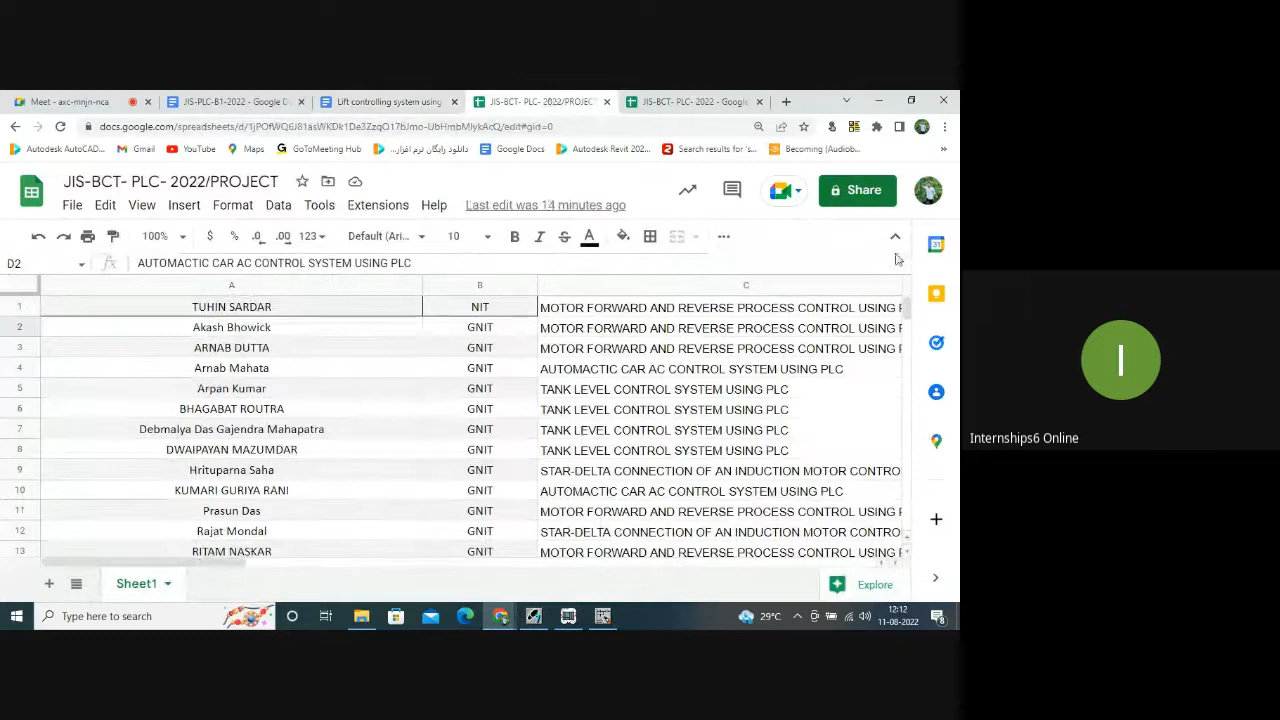 Meet - axc-mnjn-nca
JIS-PLC-B1-2022 - Google Do
Lift controlling system using
JIS-BCT- PLC- 2022/PROJECT
JIS-BCT- PLC- 2022 - Google
docs.google.com/spreadsheets/d/
Autodesk AutoCAD...
Gmail
YouTube
Maps
GoToMeeting Hub
دانلود رایگان نرم افزار...
Google Docs
Autodesk Revit 202...
Search results for 's...
Becoming (Audiob...
JIS-BCT- PLC- 2022/PROJECT
Share
File Edit View Insert Format Data Tools Extensions Help Last edit was 14 minutes ago
100% $ % .0 .00 123 Default (Ari... 10 B I S A
D2 fx AUTOMACTIC CAR AC CONTROL SYSTEM USING PLC
A B C
1 TUHIN SARDAR NIT MOTOR FORWARD AND REVERSE PROCESS CONTROL USING
2 Akash Bhowick GNIT MOTOR FORWARD AND REVERSE PROCESS CONTROL USING
3 ARNAB DUTTA GNIT MOTOR FORWARD AND REVERSE PROCESS CONTROL USING
4 Arnab Mahata GNIT AUTOMACTIC CAR AC CONTROL SYSTEM USING PLC
5 Arpan Kumar GNIT TANK LEVEL CONTROL SYSTEM USING PLC
6 BHAGABAT ROUTRA GNIT TANK LEVEL CONTROL SYSTEM USING PLC
7 Debmalya Das Gajendra Mahapatra GNIT TANK LEVEL CONTROL SYSTEM USING PLC
8 DWAIPAYAN MAZUMDAR GNIT TANK LEVEL CONTROL SYSTEM USING PLC
9 Hrituparna Saha GNIT STAR-DELTA CONNECTION OF AN INDUCTION MOTOR CONTRO
10 KUMARI GURIYA RANI GNIT AUTOMACTIC CAR AC CONTROL SYSTEM USING PLC
11 Prasun Das GNIT MOTOR FORWARD AND REVERSE PROCESS CONTROL USING
12 Rajat Mondal GNIT STAR-DELTA CONNECTION OF AN INDUCTION MOTOR CONTRO
13 RITAM NASKAR GNIT MOTOR FORWARD AND REVERSE PROCESS CONTROL USING
Sheet1
Explore
Type here to search
29°C
12:12
11-08-2022
8
31
I
Internships6 Online